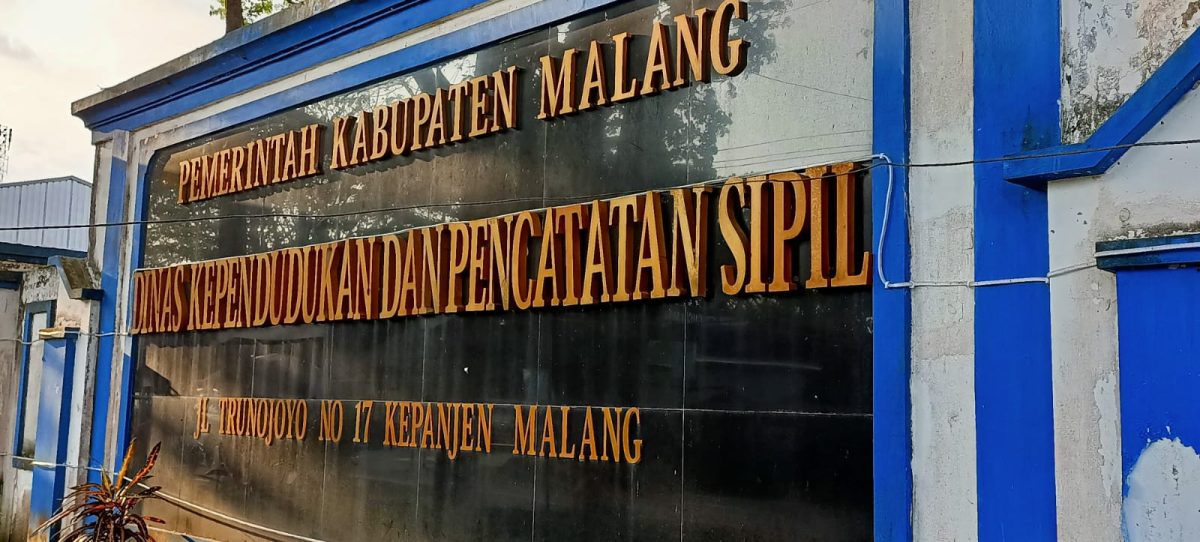 PEMERINTAH KABUPATEN MALANG
DINAS KEPENDUDUKAN DAN PENCATATAN SIPIL
JL TRUNOJOYO NO 17 KEPANJEN MALANG